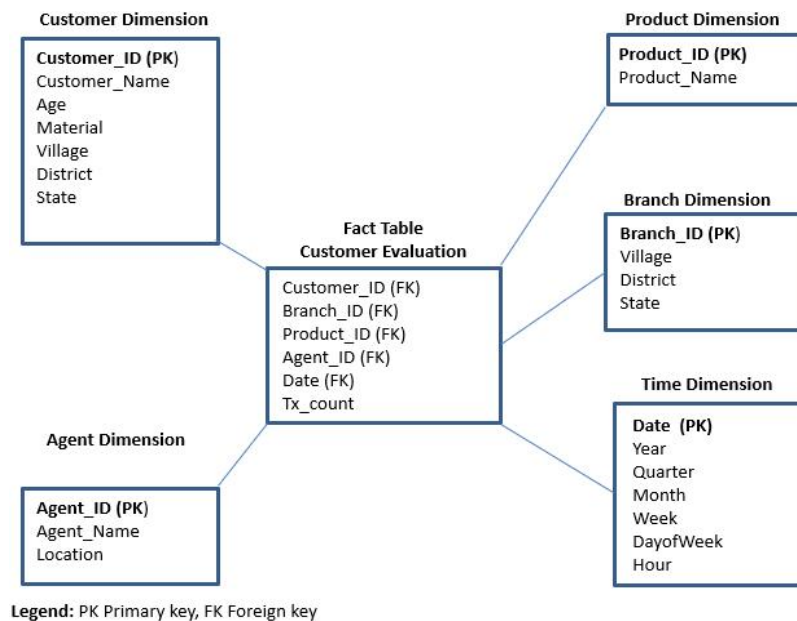 Customer Dimension
Customer_ID (PK)
Customer_Name
Age
Material
Village
District
State
Product Dimension
Product_ID (PK)
Product_Name
Branch Dimension
Branch_ID (PK)
Village
District
State
Fact Table
Customer Evaluation
Customer_ID (FK)
Branch_ID (FK)
Product_ID (FK)
Agent_ID (FK)
Date (FK)
Tx_count
Time Dimension
Date (PK)
Year
Quarter
Month
Week
DayofWeek
Hour
Agent Dimension
Agent_ID (PK)
Agent_Name
Location
Legend: PK Primary key, FK Foreign key